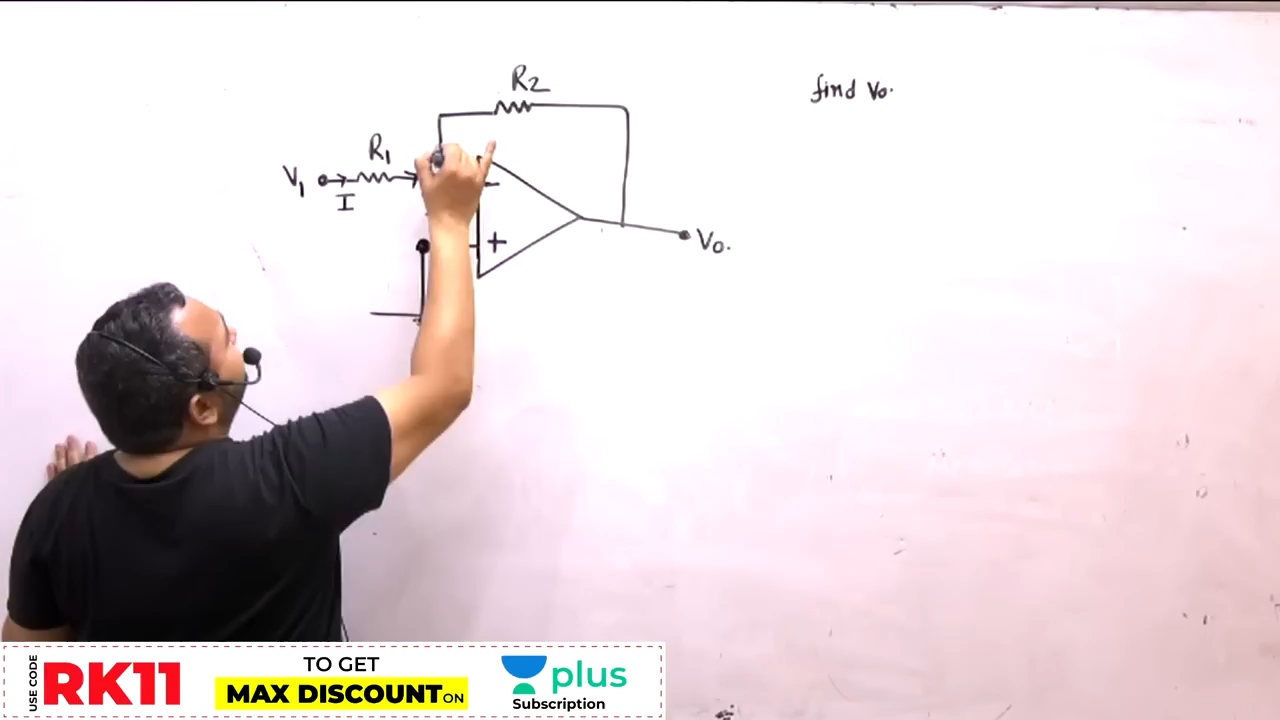 R2
find Vo.
R1
V1
I
−
+
Vo.
USE CODE
RK11
TO GET
MAX DISCOUNT ON
plus
Subscription